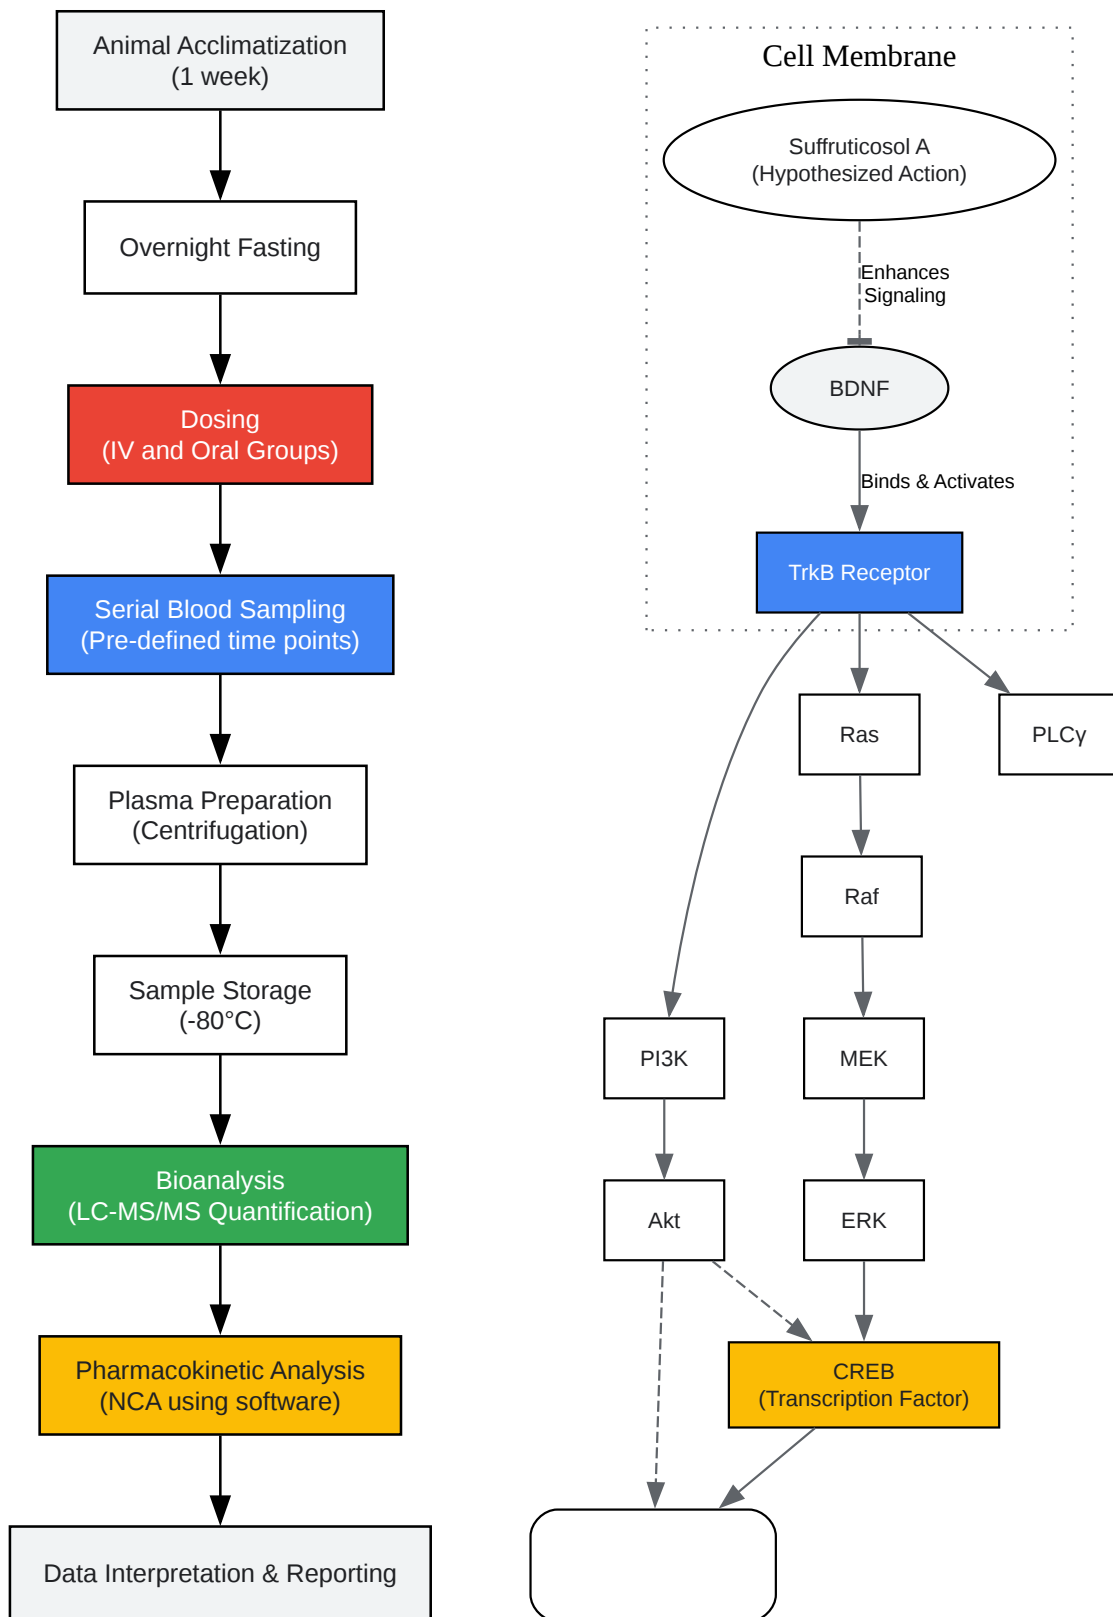 Animal Acclimatization
(1 week)
Overnight Fasting
Dosing
(IV and Oral Groups)
Serial Blood Sampling
(Pre-defined time points)
Plasma Preparation
(Centrifugation)
Sample Storage
(-80°C)
Bioanalysis
(LC-MS/MS Quantification)
Pharmacokinetic Analysis
(NCA using software)
Data Interpretation & Reporting
Cell Membrane
Suffruticosol A
(Hypothesized Action)
Enhances
Signaling
BDNF
Binds & Activates
TrkB Receptor
Ras
PLCγ
Raf
PI3K
MEK
Akt
ERK
CREB
(Transcription Factor)